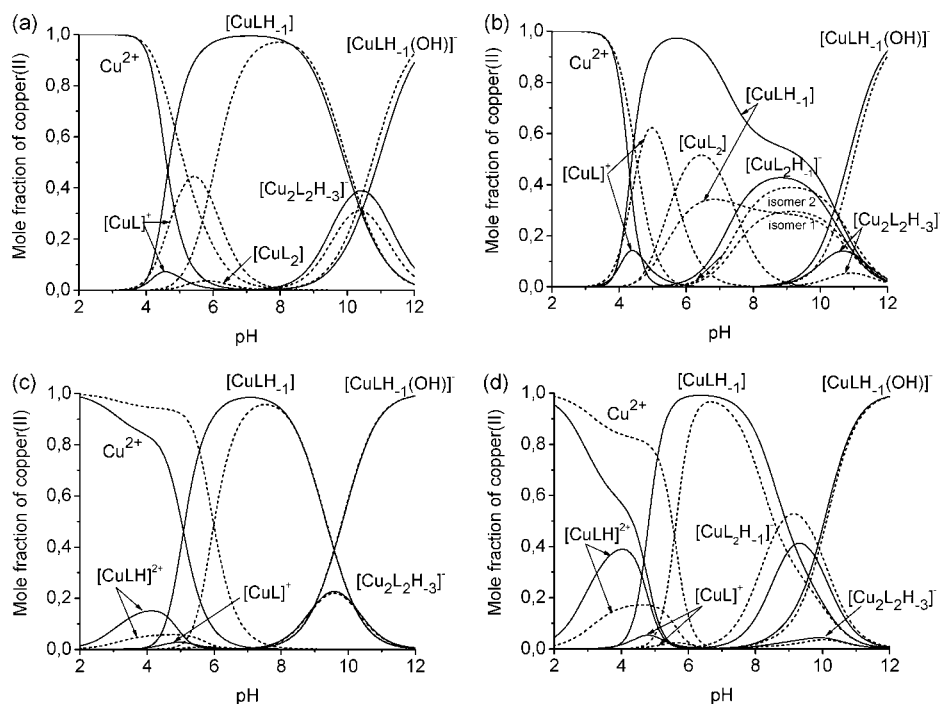 (a)
[CuLH₋₁]
[CuLH₋₁(OH)]⁻
Cu²⁺
[CuL]⁺
[CuL₂]
[Cu₂L₂H₋₃]⁻
Mole fraction of copper(II)
1,0
0,8
0,6
0,4
0,2
0,0
2 4 6 8 10 12
pH
(b)
[CuLH₋₁(OH)]⁻
Cu²⁺
[CuLH₋₁]
[CuL]⁺
[CuL₂]
[CuL₂H₋₁]⁻
isomer 2
isomer 1
[Cu₂L₂H₋₃]⁻
Mole fraction of copper(II)
1,0
0,8
0,6
0,4
0,2
0,0
2 4 6 8 10 12
pH
(c)
[CuLH₋₁]
[CuLH₋₁(OH)]⁻
Cu²⁺
[CuLH]²⁺
[CuL]⁺
[Cu₂L₂H₋₃]⁻
Mole fraction of copper(II)
1,0
0,8
0,6
0,4
0,2
0,0
2 4 6 8 10 12
pH
(d)
[CuLH₋₁]
[CuLH₋₁(OH)]⁻
Cu²⁺
[CuLH]²⁺
[CuL₂H₋₁]⁻
[CuL]⁺
[Cu₂L₂H₋₃]⁻
Mole fraction of copper(II)
1,0
0,8
0,6
0,4
0,2
0,0
2 4 6 8 10 12
pH